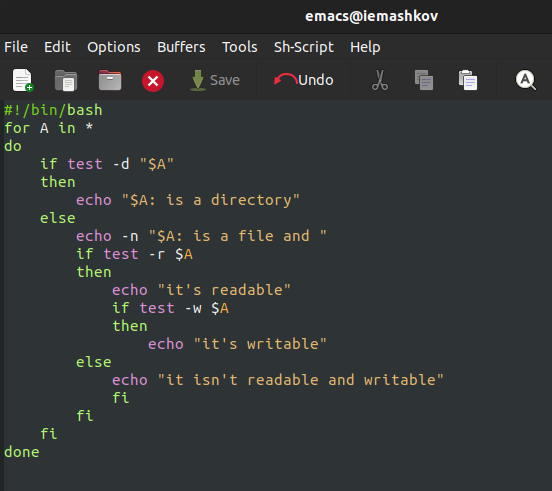 emacs@iemashkov
File Edit Options Buffers Tools Sh-Script Help
Save Undo A
#!/bin/bash
for A in *
do
    if test -d "$A"
    then
        echo "$A: is a directory"
    else
        echo -n "$A: is a file and "
        if test -r $A
        then
            echo "it's readable"
            if test -w $A
            then
                echo "it's writable"
        else
            echo "it isn't readable and writable"
            fi
        fi
    fi
done